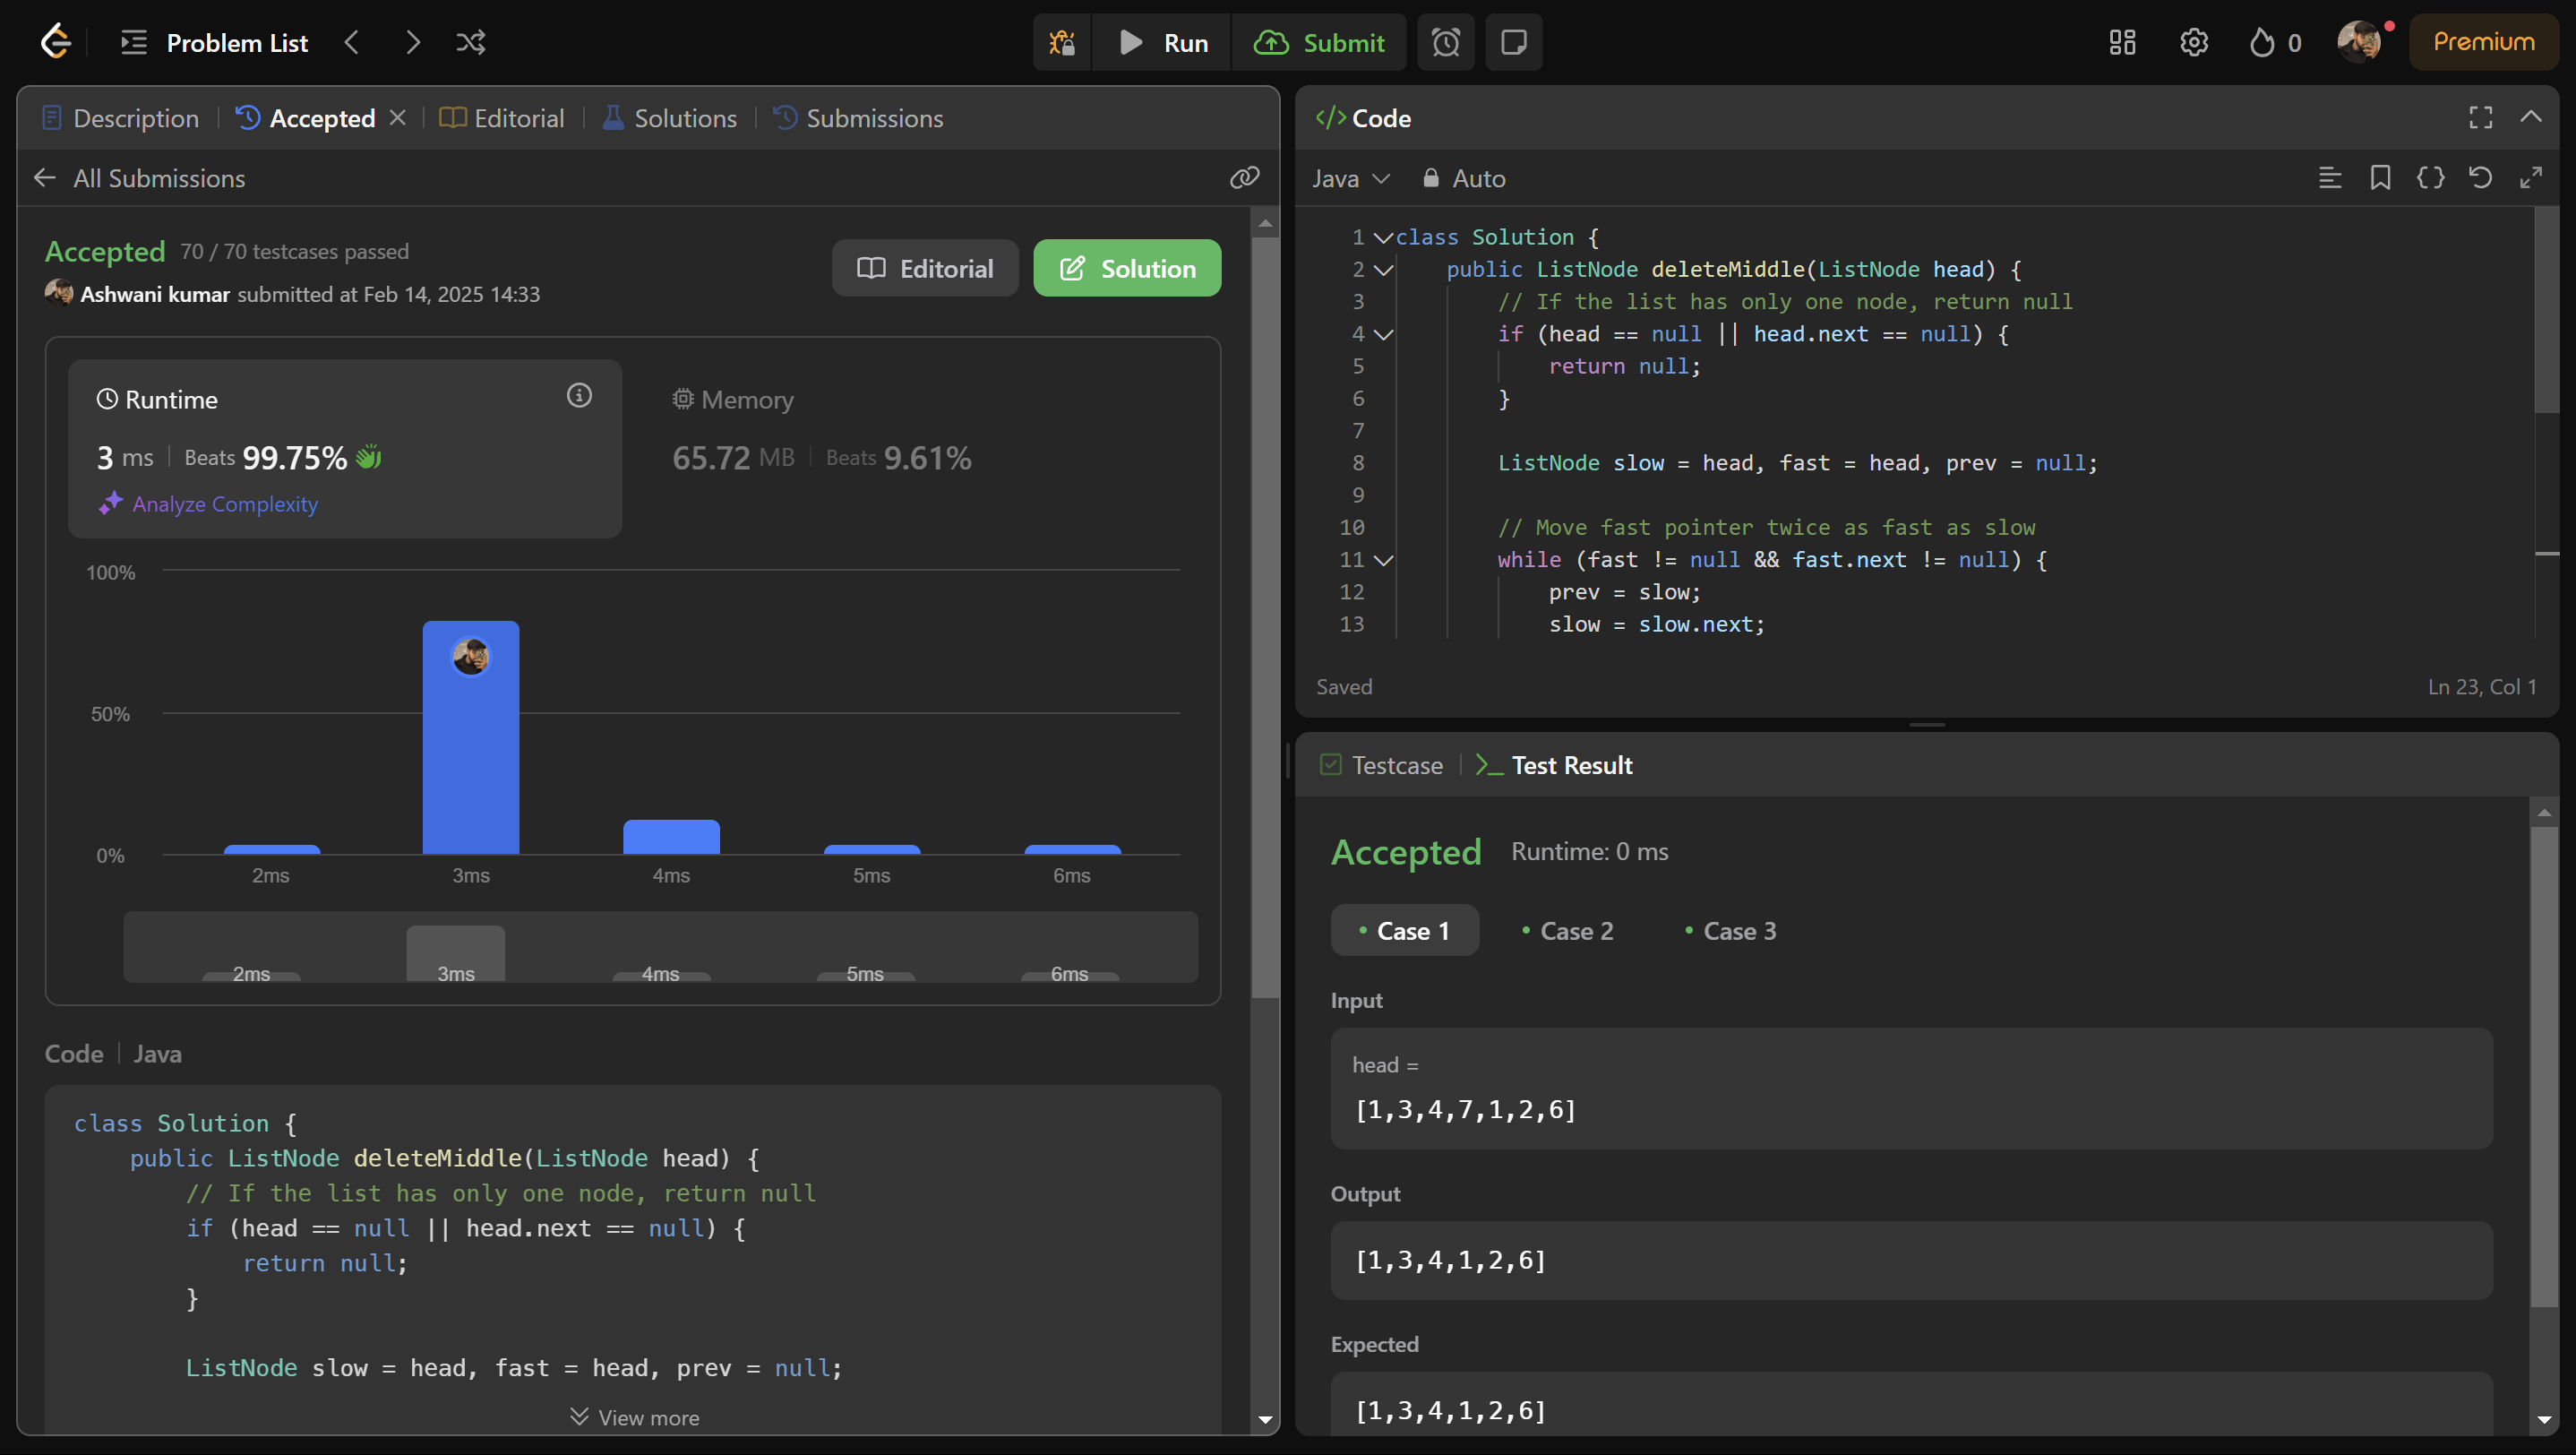 Problem List
Run
Submit
0
Premium
Description
Accepted
Editorial
Solutions
Submissions
All Submissions
Accepted 70 / 70 testcases passed
Ashwani kumar submitted at Feb 14, 2025 14:33
Editorial
Solution
Runtime
3 ms Beats 99.75%
Analyze Complexity
Memory
65.72 MB Beats 9.61%
100%
50%
0%
2ms 3ms 4ms 5ms 6ms
2ms 3ms 4ms 5ms 6ms
Code Java
class Solution {
public ListNode deleteMiddle(ListNode head) {
// If the list has only one node, return null
if (head == null || head.next == null) {
return null;
}
ListNode slow = head, fast = head, prev = null;
View more
</> Code
Java Auto
1 class Solution {
2 public ListNode deleteMiddle(ListNode head) {
3 // If the list has only one node, return null
4 if (head == null || head.next == null) {
5 return null;
6 }
7
8 ListNode slow = head, fast = head, prev = null;
9
10 // Move fast pointer twice as fast as slow
11 while (fast != null && fast.next != null) {
12 prev = slow;
13 slow = slow.next;
Saved
Ln 23, Col 1
Testcase
Test Result
Accepted Runtime: 0 ms
Case 1
Case 2
Case 3
Input
head =
[1,3,4,7,1,2,6]
Output
[1,3,4,1,2,6]
Expected
[1,3,4,1,2,6]